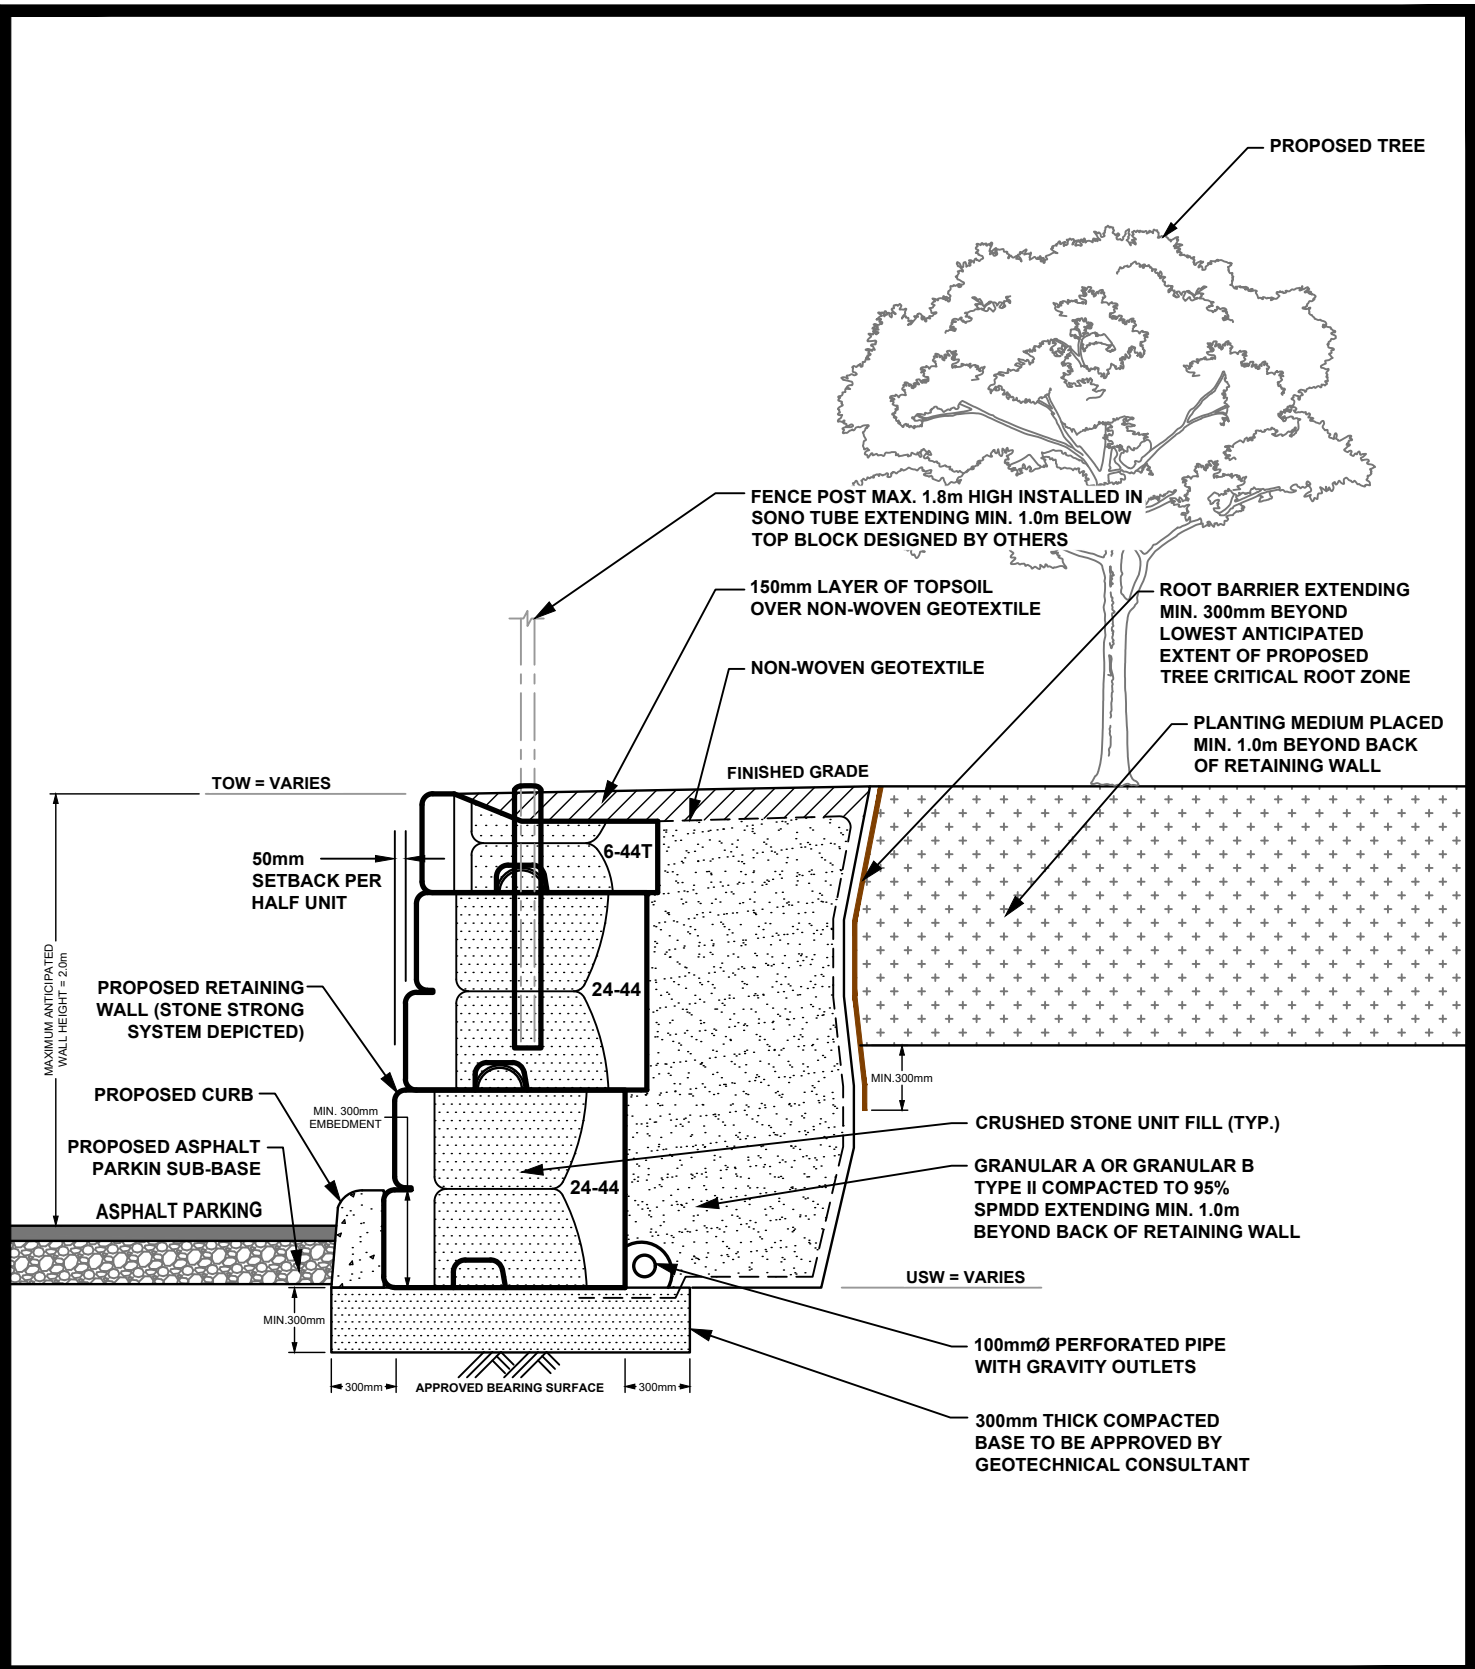 PROPOSED TREE
FENCE POST MAX. 1.8m HIGH INSTALLED IN
SONO TUBE EXTENDING MIN. 1.0m BELOW
TOP BLOCK DESIGNED BY OTHERS
150mm LAYER OF TOPSOIL
OVER NON-WOVEN GEOTEXTILE
ROOT BARRIER EXTENDING
MIN. 300mm BEYOND
LOWEST ANTICIPATED
EXTENT OF PROPOSED
TREE CRITICAL ROOT ZONE
NON-WOVEN GEOTEXTILE
PLANTING MEDIUM PLACED
MIN. 1.0m BEYOND BACK
OF RETAINING WALL
FINISHED GRADE
TOW = VARIES
50mm
SETBACK PER
HALF UNIT
6-44T
MAXIMUM ANTICIPATED
WALL HEIGHT = 2.0m
PROPOSED RETAINING
WALL (STONE STRONG
SYSTEM DEPICTED)
24-44
MIN.300mm
PROPOSED CURB
MIN. 300mm
EMBEDMENT
CRUSHED STONE UNIT FILL (TYP.)
PROPOSED ASPHALT
PARKIN SUB-BASE
24-44
GRANULAR A OR GRANULAR B
TYPE II COMPACTED TO 95%
SPMDD EXTENDING MIN. 1.0m
BEYOND BACK OF RETAINING WALL
ASPHALT PARKING
USW = VARIES
MIN.300mm
100mmØ PERFORATED PIPE
WITH GRAVITY OUTLETS
300mm
APPROVED BEARING SURFACE
300mm
300mm THICK COMPACTED
BASE TO BE APPROVED BY
GEOTECHNICAL CONSULTANT